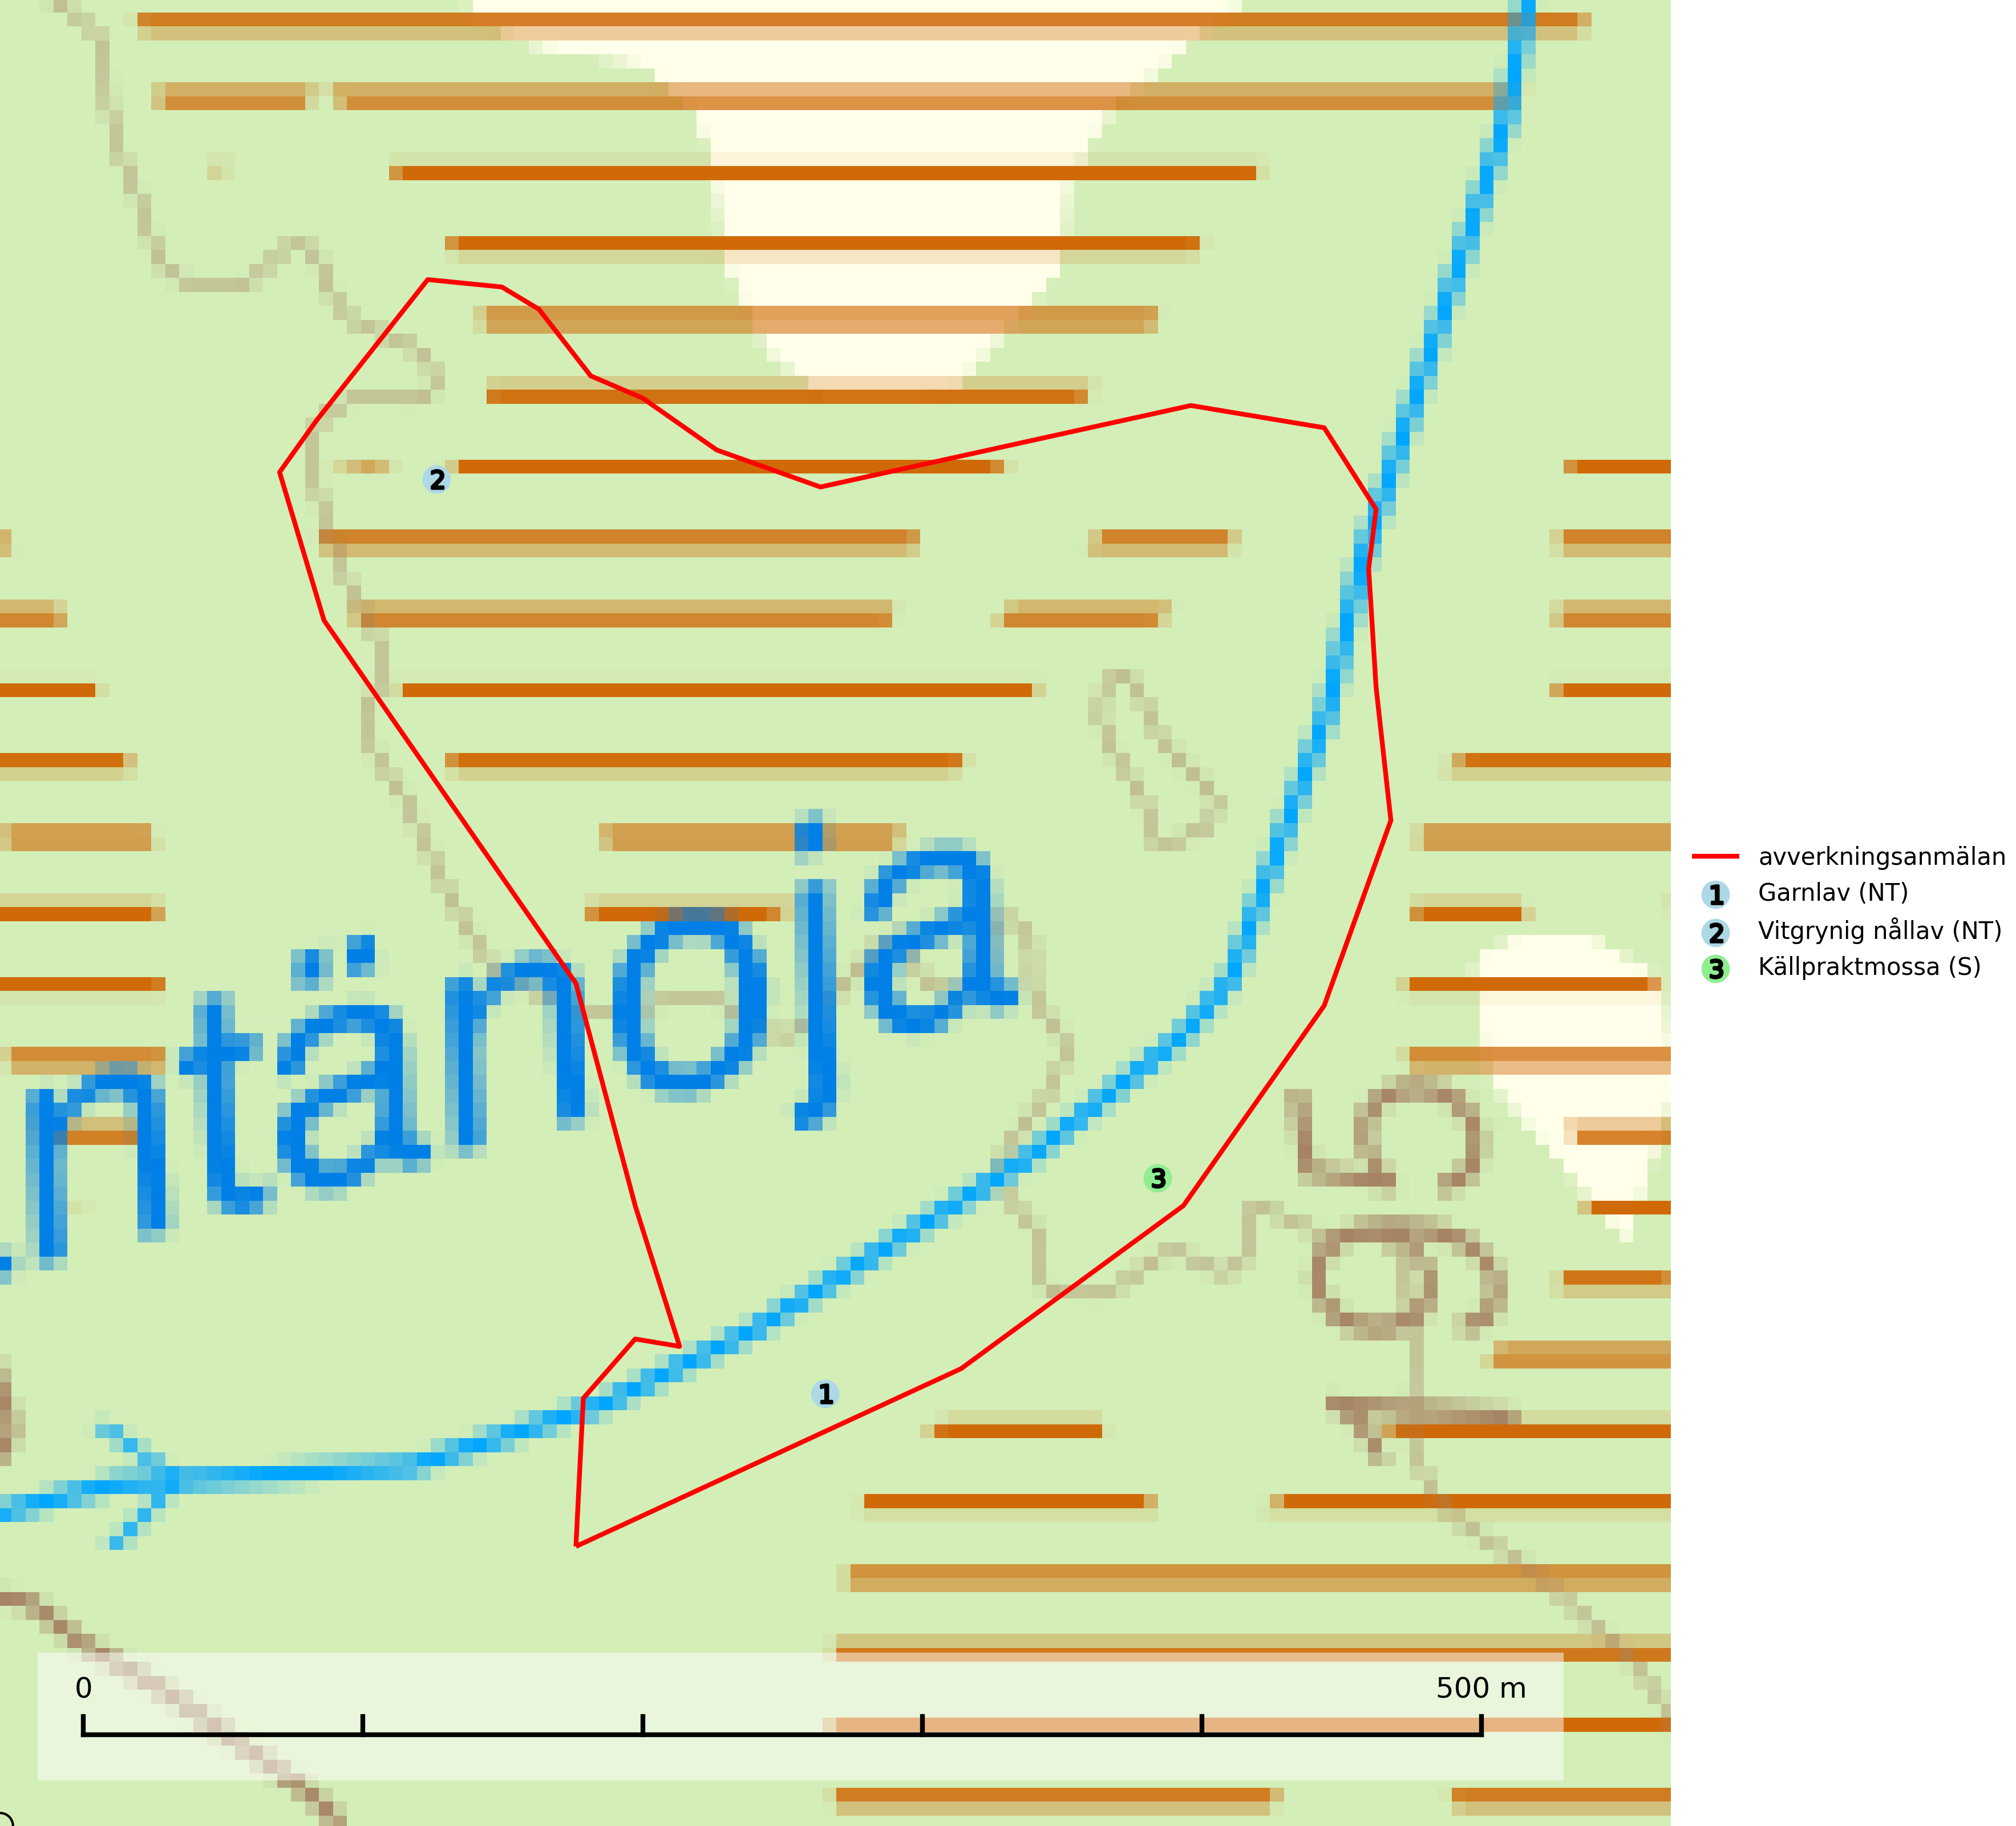 2
ntänoja
3
1
0
500 m
avverkningsanmälan
1 Garnlav (NT)
2 Vitgrynig nållav (NT)
3 Källpraktmossa (S)